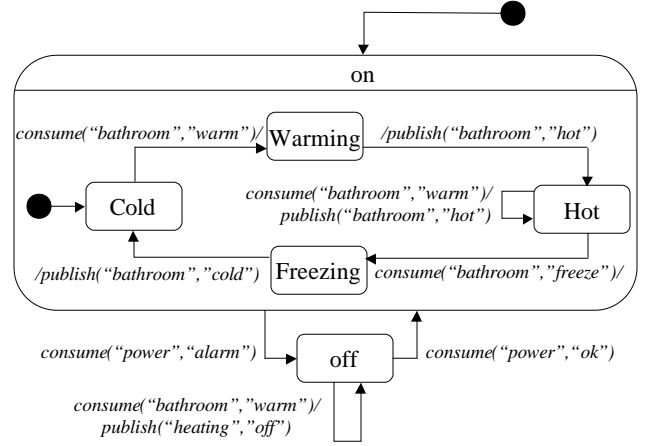 on
consume(“bathroom”,”warm”)/
Warming
/publish(“bathroom”,”hot”)
Cold
consume(“bathroom”,”warm”)/
publish(“bathroom”,”hot”)
Hot
/publish(“bathroom”,”cold”)
Freezing
consume(“bathroom”,”freeze”)/
consume(“power”,”alarm”)
off
consume(“power”,”ok”)
consume(“bathroom”,”warm”)/
publish(“heating”,”off”)